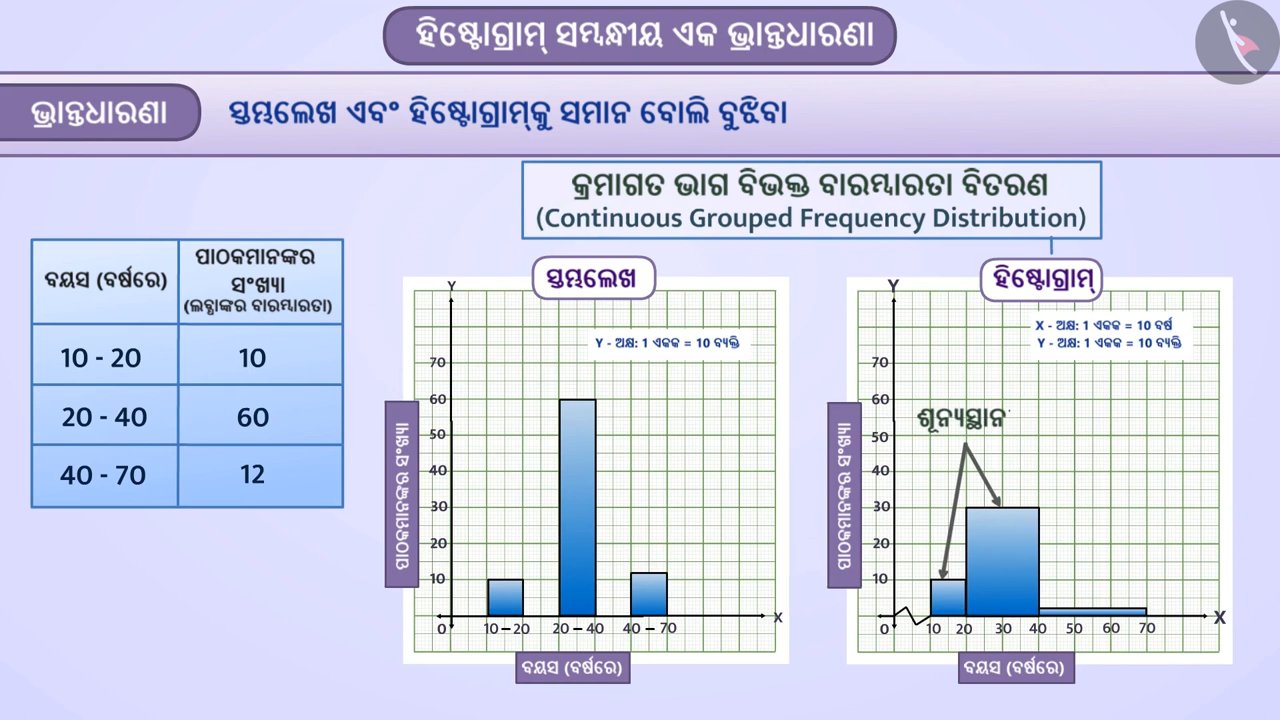 ହିଷ୍ଟୋଗ୍ରାମ୍ ସମ୍ବନ୍ଧୀୟ ଏକ ଭ୍ରାନ୍ତଧାରଣା
ଭ୍ରାନ୍ତଧାରଣା
ସ୍ତମ୍ଭଲେଖ ଏବଂ ହିଷ୍ଟୋଗ୍ରାମ୍‌କୁ ସମାନ ବୋଲି ବୁଝିବା
କ୍ରମାଗତ ଭାଗ ବିଭକ୍ତ ବାରମ୍ବାରତା ବିତରଣ
(Continuous Grouped Frequency Distribution)
ବୟସ (ବର୍ଷରେ)
ପାଠକମାନଙ୍କର
ସଂଖ୍ୟା
(ଲବ୍ଧାଙ୍କର ବାରମ୍ବାରତା)
10 - 20 10
20 - 40 60
40 - 70 12
ସ୍ତମ୍ଭଲେଖ
Y
Y - ଅକ୍ଷ: 1 ଏକକ = 10 ବ୍ୟକ୍ତି
70
60
50
40
30
20
10
0 10 – 20 20 – 40 40 – 70
X
ପାଠକମାନଙ୍କର ସଂଖ୍ୟା
ବୟସ (ବର୍ଷରେ)
ହିଷ୍ଟୋଗ୍ରାମ୍
Y
X - ଅକ୍ଷ: 1 ଏକକ = 10 ବର୍ଷ
Y - ଅକ୍ଷ: 1 ଏକକ = 10 ବ୍ୟକ୍ତି
ଶୂନ୍ୟସ୍ଥାନ
70
60
50
40
30
20
10
0 10 20 30 40 50 60 70
X
ପାଠକମାନଙ୍କର ସଂଖ୍ୟା
ବୟସ (ବର୍ଷରେ)